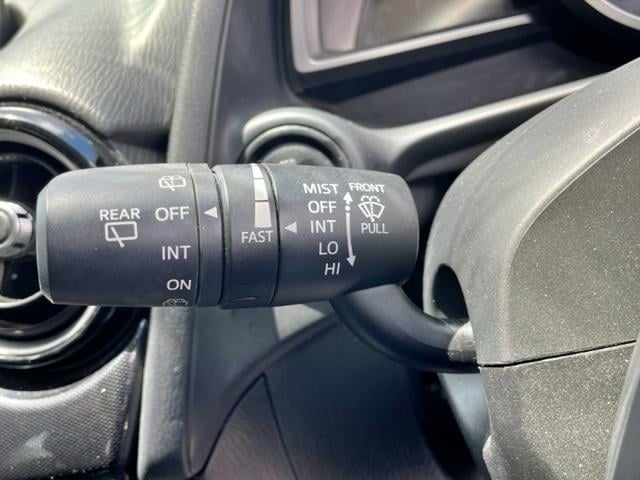 REAR
OFF
INT
ON
FAST
MIST
FRONT
OFF
INT
PULL
LO
HI